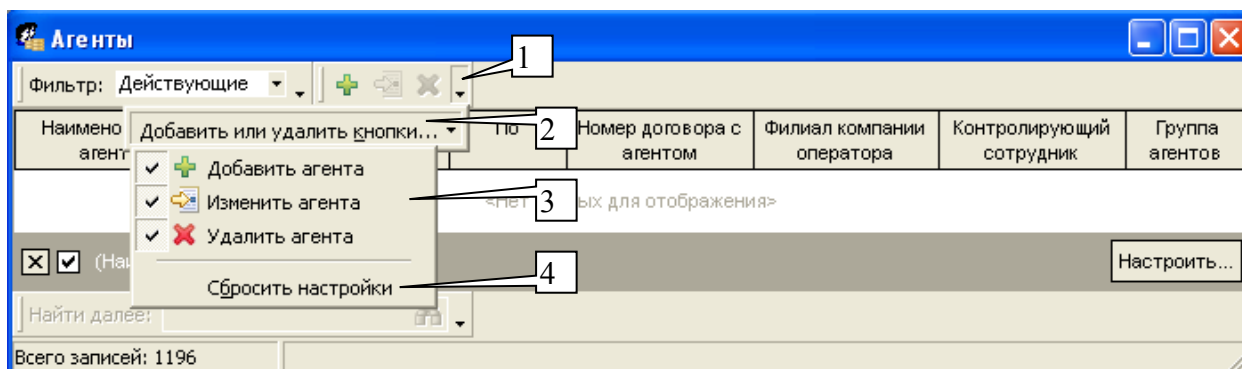 Агенты
1
Фильтр: Действующие
Добавить или удалить кнопки...
2
Наимено
агент
По
Номер договора с
агентом
Филиал компании
оператора
Контролирующий
сотрудник
Группа
агентов
Добавить агента
Изменить агента
3
<Нет ых для отображения>
Удалить агента
(Наи
Настроить...
Сбросить настройки
4
Найти далее:
Всего записей: 1196